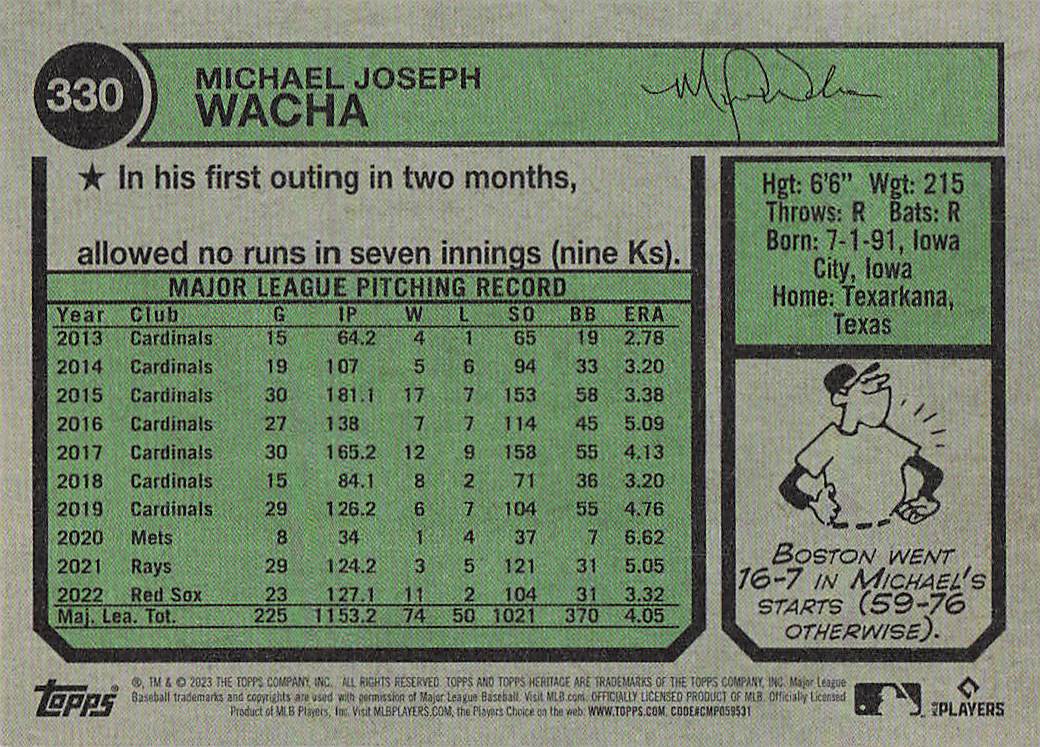 330
MICHAEL JOSEPH
WACHA
★ In his first outing in two months,
allowed no runs in seven innings (nine Ks).
MAJOR LEAGUE PITCHING RECORD
Year Club G IP W L SO BB ERA
2013 Cardinals 15 64.2 4 1 65 19 2.78
2014 Cardinals 19 107 5 6 94 33 3.20
2015 Cardinals 30 181.1 17 7 153 58 3.38
2016 Cardinals 27 138 7 7 114 45 5.09
2017 Cardinals 30 165.2 12 9 158 55 4.13
2018 Cardinals 15 84.1 8 2 71 36 3.20
2019 Cardinals 29 126.2 6 7 104 55 4.76
2020 Mets 8 34 1 4 37 7 6.62
2021 Rays 29 124.2 3 5 121 31 5.05
2022 Red Sox 23 127.1 11 2 104 31 3.32
Maj. Lea. Tot. 225 1153.2 74 50 1021 370 4.05
Hgt: 6'6" Wgt: 215
Throws: R Bats: R
Born: 7-1-91, Iowa
City, Iowa
Home: Texarkana,
Texas
BOSTON WENT
16-7 IN MICHAEL'S
STARTS (59-76
OTHERWISE).
Topps®
®, TM & © 2023 THE TOPPS COMPANY, INC. ALL RIGHTS RESERVED. TOPPS AND TOPPS HERITAGE ARE TRADEMARKS OF THE TOPPS COMPANY, INC. Major League
Baseball trademarks and copyrights are used with permission of Major League Baseball. Visit MLB.com. OFFICIALLY LICENSED PRODUCT OF MLB. Officially Licensed
Product of MLB Players, Inc. Visit MLBPLAYERS.COM, the Players Choice on the web. WWW.TOPPS.COM. CODE#CMP059531
PLAYERS